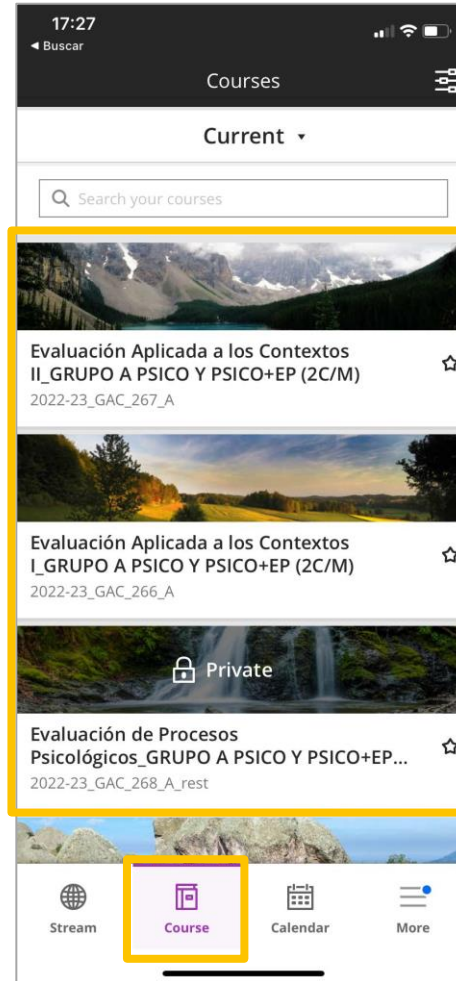 17:27
◀ Buscar
Courses
Current
Search your courses
Evaluación Aplicada a los Contextos
II_GRUPO A PSICO Y PSICO+EP (2C/M)
2022-23_GAC_267_A
Evaluación Aplicada a los Contextos
I_GRUPO A PSICO Y PSICO+EP (2C/M)
2022-23_GAC_266_A
Private
Evaluación de Procesos
Psicológicos_GRUPO A PSICO Y PSICO+EP...
2022-23_GAC_268_A_rest
Stream Course Calendar More